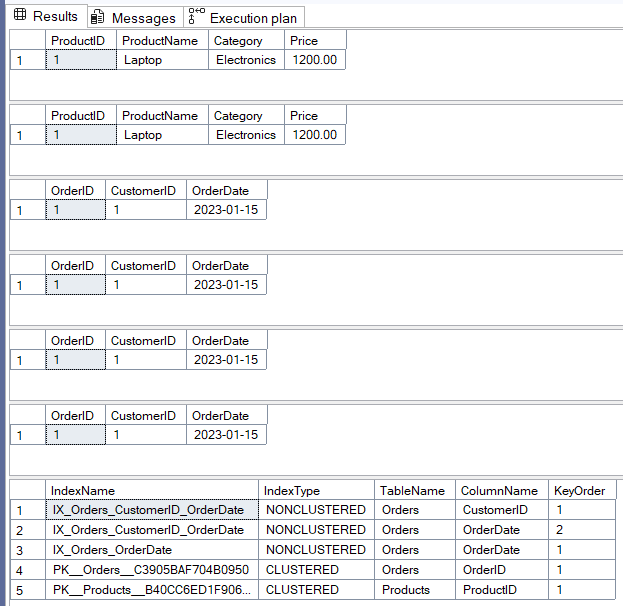 Results Messages Execution plan
ProductID ProductName Category Price
1 1 Laptop Electronics 1200.00
ProductID ProductName Category Price
1 1 Laptop Electronics 1200.00
OrderID CustomerID OrderDate
1 1 1 2023-01-15
OrderID CustomerID OrderDate
1 1 1 2023-01-15
OrderID CustomerID OrderDate
1 1 1 2023-01-15
OrderID CustomerID OrderDate
1 1 1 2023-01-15
IndexName IndexType TableName ColumnName KeyOrder
1 IX_Orders_CustomerID_OrderDate NONCLUSTERED Orders CustomerID 1
2 IX_Orders_CustomerID_OrderDate NONCLUSTERED Orders OrderDate 2
3 IX_Orders_OrderDate NONCLUSTERED Orders OrderDate 1
4 PK__Orders__C3905BAF704B0950 CLUSTERED Orders OrderID 1
5 PK__Products__B40CC6ED1F906... CLUSTERED Products ProductID 1